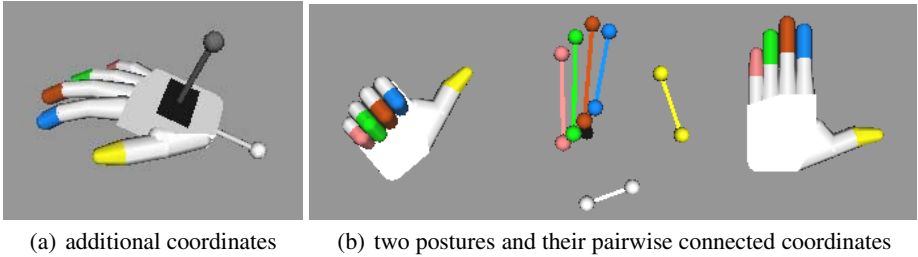 (a) additional coordinates
(b) two postures and their pairwise connected coordinates